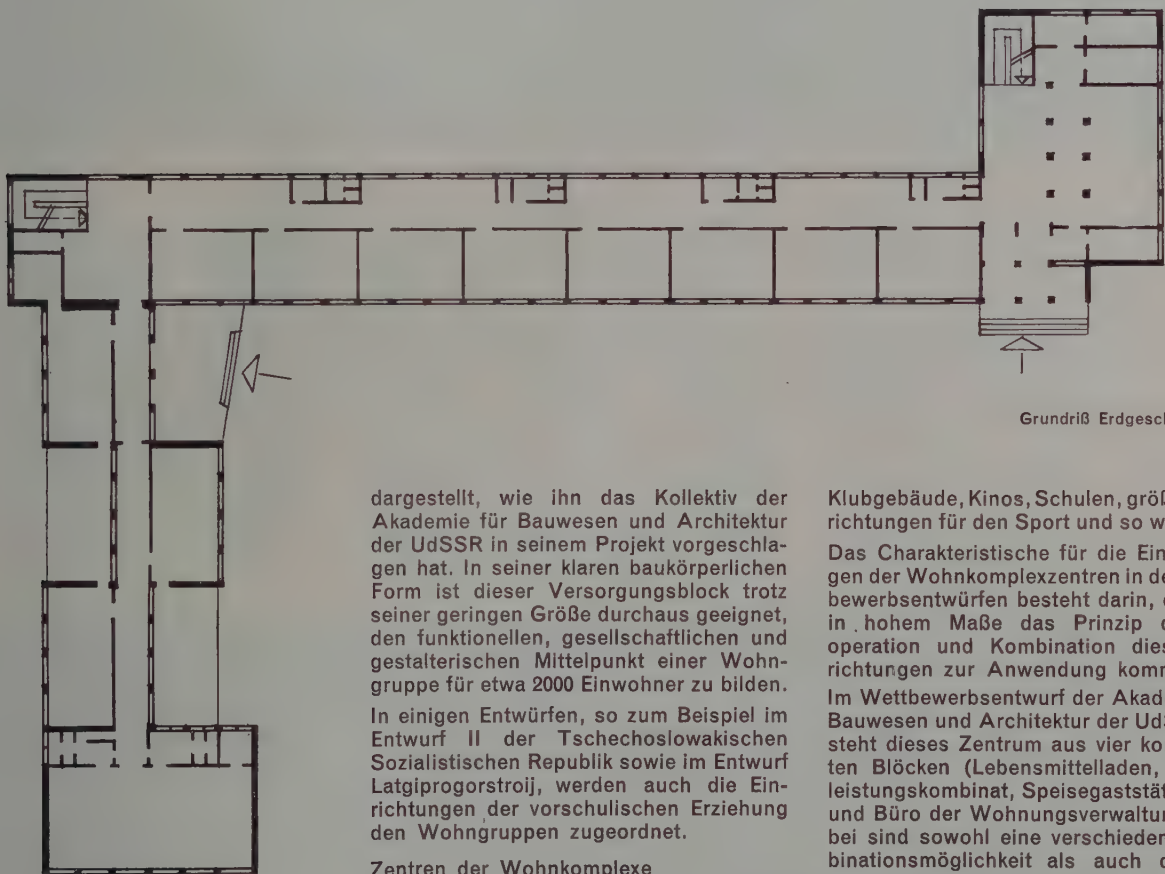 Grundriß Erdgesch
dargestellt, wie ihn das Kollektiv der
Akademie für Bauwesen und Architektur
der UdSSR in seinem Projekt vorgeschla-
gen hat. In seiner klaren baukörperlichen
Form ist dieser Versorgungsblock trotz
seiner geringen Größe durchaus geeignet,
den funktionellen, gesellschaftlichen und
gestalterischen Mittelpunkt einer Wohn-
gruppe für etwa 2000 Einwohner zu bilden.
In einigen Entwürfen, so zum Beispiel im
Entwurf II der Tschechoslowakischen
Sozialistischen Republik sowie im Entwurf
Latgiprogorstroij, werden auch die Ein-
richtungen der vorschulischen Erziehung
den Wohngruppen zugeordnet.
Zentren der Wohnkomplexe
Klubgebäude, Kinos, Schulen, größ
richtungen für den Sport und so w
Das Charakteristische für die Ein
gen der Wohnkomplexzentren in de
bewerbsentwürfen besteht darin, d
in hohem Maße das Prinzip d
operation und Kombination dies
richtungen zur Anwendung komm
Im Wettbewerbsentwurf der Akad
Bauwesen und Architektur der UdS
steht dieses Zentrum aus vier ko
ten Blöcken (Lebensmittelladen,
leistungskombinat, Speisegaststät
und Büro der Wohnungsverwaltun
bei sind sowohl eine verschieden
binationsmöglichkeit als auch d